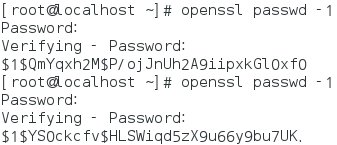 [root@localhost ~]# openssl passwd -1
Password:
Verifying - Password:
$1$QmYqxh2M$P/ojJnUh2A9iipxkGlOxf0
[root@localhost ~]# openssl passwd -1
Password:
Verifying - Password:
$1$YSOckcfv$HLSWiqd5zX9u66y9bu7UK.